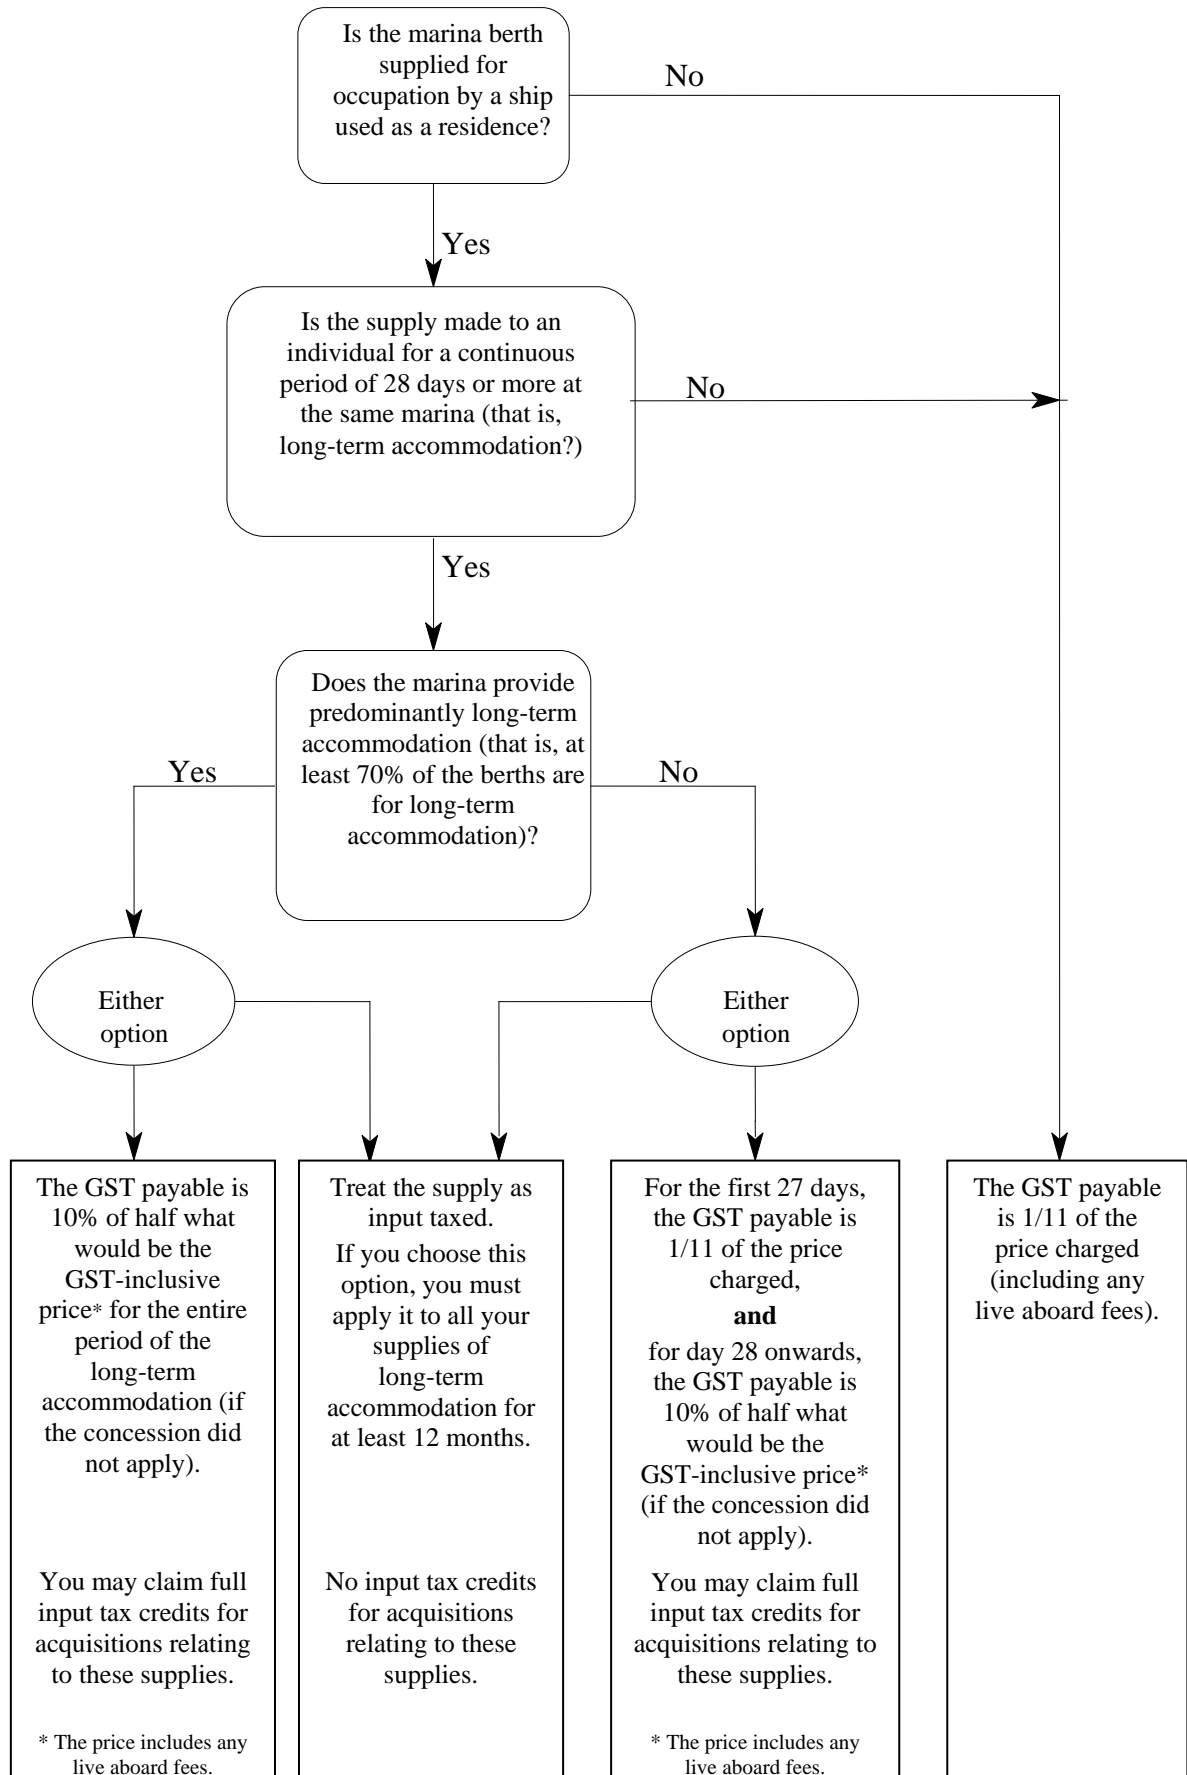 Is the marina berth
supplied for
occupation by a ship
used as a residence?
No
Yes
Is the supply made to an
individual for a continuous
period of 28 days or more at
the same marina (that is,
long-term accommodation?)
No
Yes
Does the marina provide
predominantly long-term
accommodation (that is, at
least 70% of the berths are
for long-term
accommodation)?
Yes
No
Either
option
Either
option
The GST payable is
10% of half what
would be the
GST-inclusive
price* for the entire
period of the
long-term
accommodation (if
the concession did
not apply).
You may claim full
input tax credits for
acquisitions relating
to these supplies.
* The price includes any
live aboard fees.
Treat the supply as
input taxed.
If you choose this
option, you must
apply it to all your
supplies of
long-term
accommodation for
at least 12 months.
No input tax credits
for acquisitions
relating to these
supplies.
For the first 27 days,
the GST payable is
1/11 of the price
charged,
and
for day 28 onwards,
the GST payable is
10% of half what
would be the
GST-inclusive price*
(if the concession did
not apply).
You may claim full
input tax credits for
acquisitions relating to
these supplies.
* The price includes any
live aboard fees.
The GST payable
is 1/11 of the
price charged
(including any
live aboard fees).